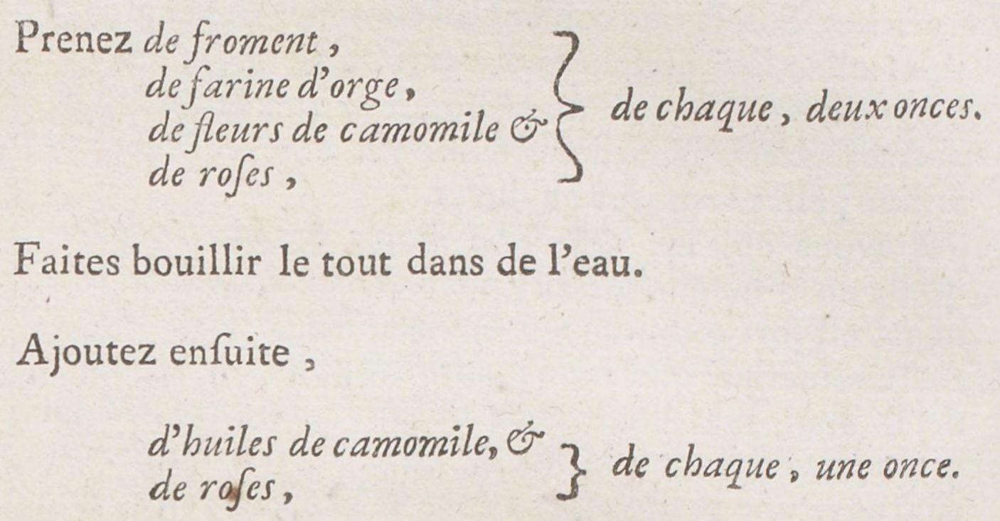 Prenez de froment,
de farine d'orge,
de fleurs de camomile &
de roſes,
de chaque, deux onces.
Faites bouillir le tout dans de l'eau.
Ajoutez enſuite,
d'huiles de camomile, &
de roſes,
de chaque, une once.